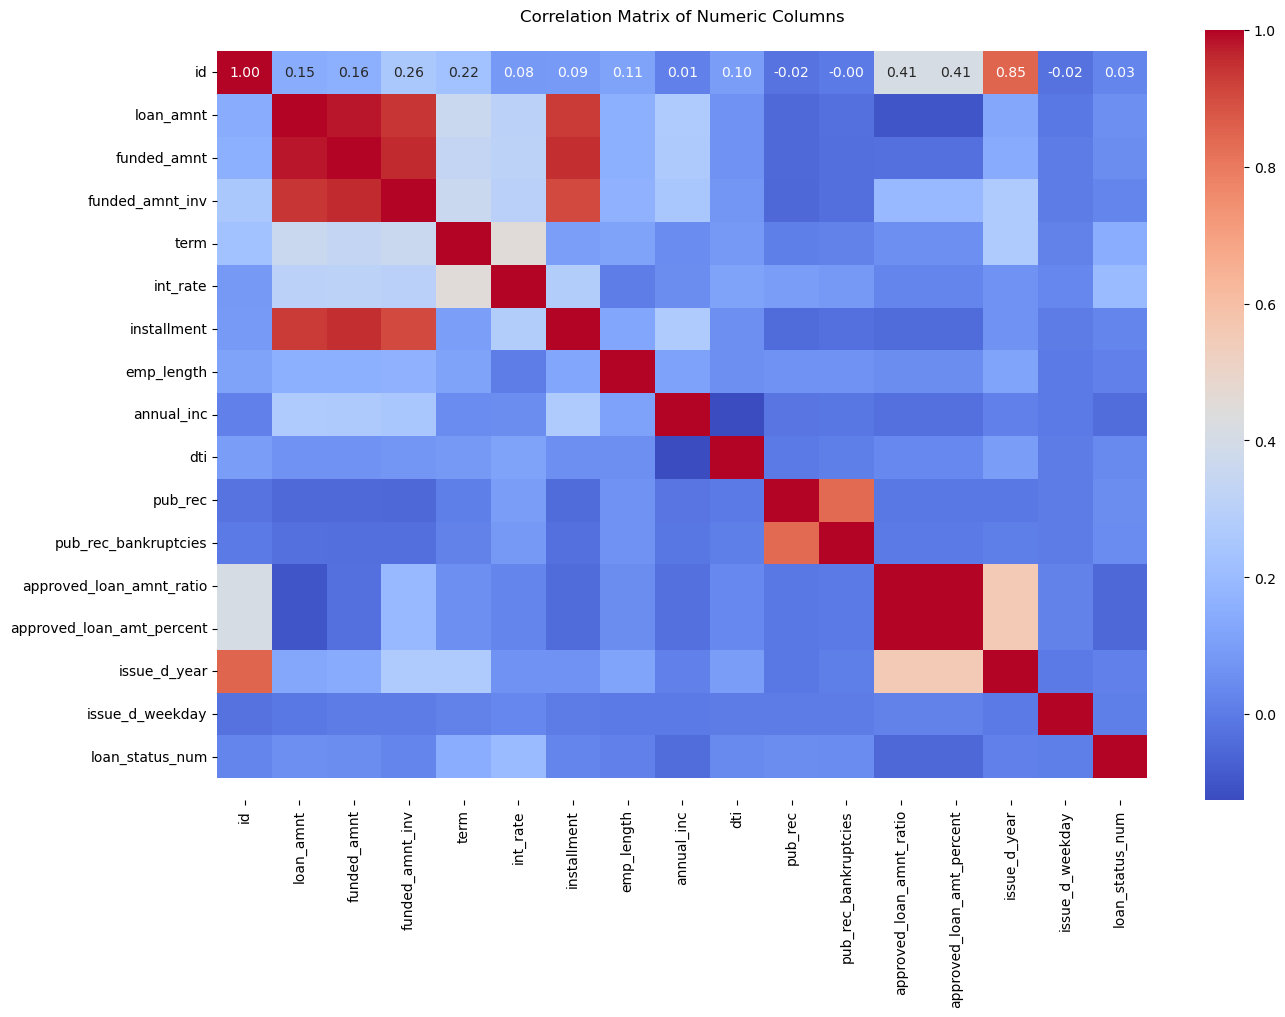 Correlation Matrix of Numeric Columns
id 1.00 0.15 0.16 0.26 0.22 0.08 0.09 0.11 0.01 0.10 -0.02 -0.00 0.41 0.41 0.85 -0.02 0.03
loan_amnt
funded_amnt
funded_amnt_inv
term
int_rate
installment
emp_length
annual_inc
dti
pub_rec
pub_rec_bankruptcies
approved_loan_amnt_ratio
approved_loan_amt_percent
issue_d_year
issue_d_weekday
loan_status_num
id
loan_amnt
funded_amnt
funded_amnt_inv
term
int_rate
installment
emp_length
annual_inc
dti
pub_rec
pub_rec_bankruptcies
approved_loan_amnt_ratio
approved_loan_amt_percent
issue_d_year
issue_d_weekday
loan_status_num
1.0
0.8
0.6
0.4
0.2
0.0